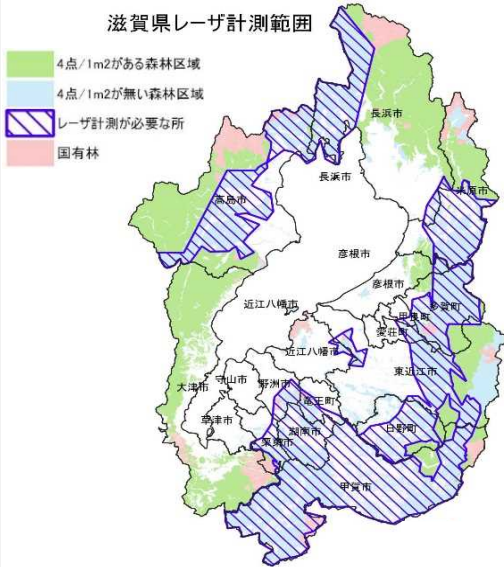 滋賀県レーザ計測範囲
4点/1m2がある森林区域
4点/1m2が無い森林区域
レーザ計測が必要な所
国有林
長浜市
長浜市
米原市
高島市
彦根市
彦根市
近江八幡市
多賀町
甲良町
愛荘町
近江八幡市
東近江市
大津市
守山市
野洲市
竜王町
草津市
湖南市
日野町
栗東市
甲賀市